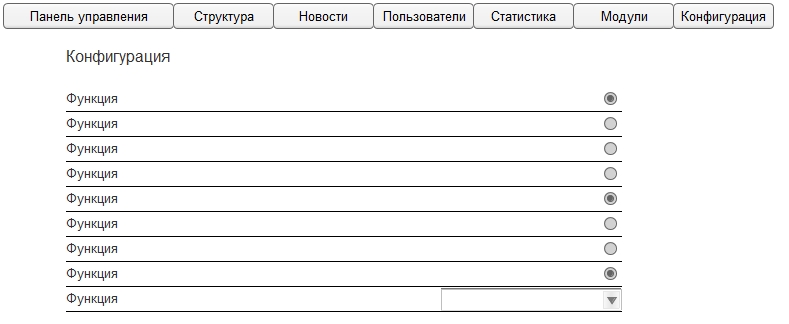 Панель управления Структура Новости Пользователи Статистика Модули Конфигурация
Конфигурация
Функция
Функция
Функция
Функция
Функция
Функция
Функция
Функция
Функция